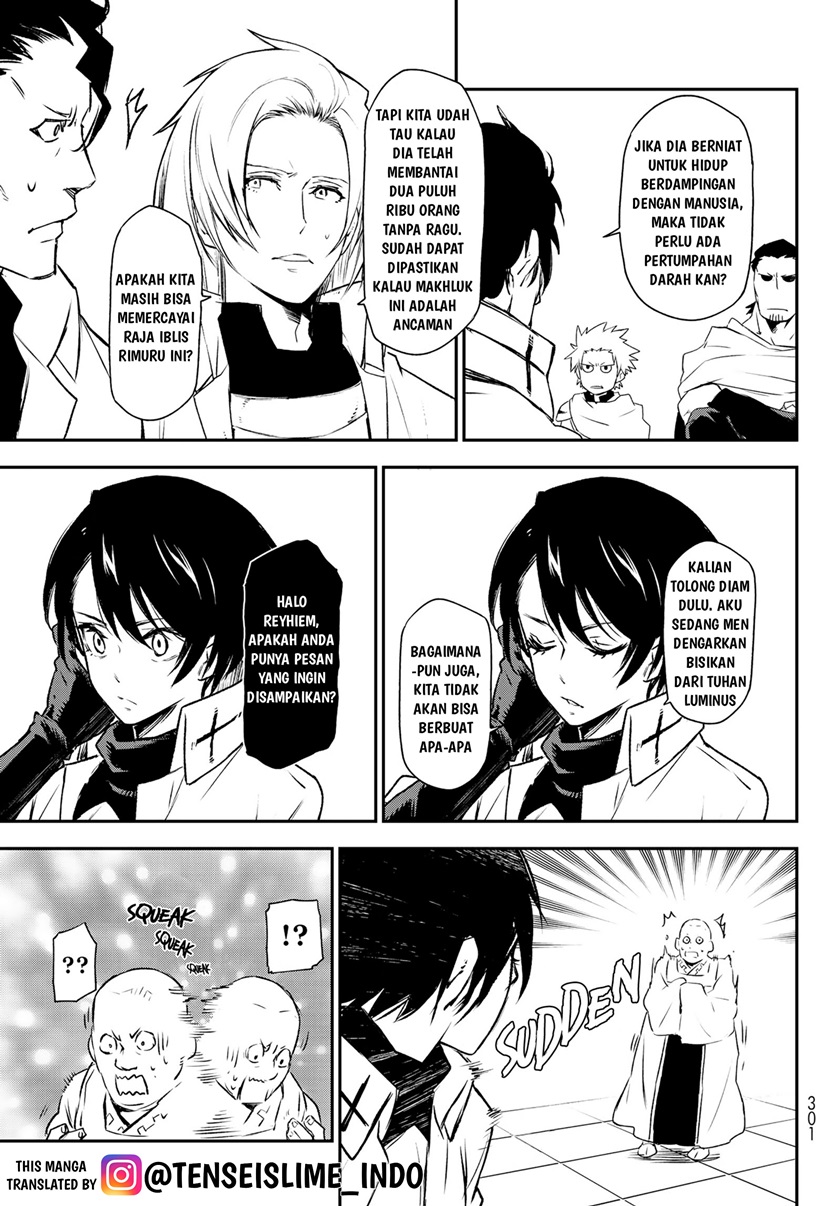 JIKA DIA BERNIAT
UNTUK HIDUP
BERDAMPINGAN
DENGAN MANUSIA,
MAKA TIDAK
PERLU ADA
PERTUMPAHAN
DARAH KAN?
TAPI KITA UDAH
TAU KALAU
DIA TELAH
MEMBANTAI
DUA PULUH
RIBU ORANG
TANPA RAGU.
SUDAH DAPAT
DIPASTIKAN
KALAU MAKHLUK
INI ADALAH
ANCAMAN
APAKAH KITA
MASIH BISA
MEMERCAYAI
RAJA IBLIS
RIMURU INI?
KALIAN
TOLONG DIAM
DULU. AKU
SEDANG MEN
DENGARKAN
BISIKAN
DARI TUHAN
LUMINUS
BAGAIMANA
-PUN JUGA,
KITA TIDAK
AKAN BISA
BERBUAT
APA-APA
HALO
REYHIEM,
APAKAH ANDA
PUNYA PESAN
YANG INGIN
DISAMPAIKAN?
SUDDEN
!?
SQUEAK
SQUEAK
SQUEAK
??
301
THIS MANGA
TRANSLATED BY
@TENSEISLIME_INDO